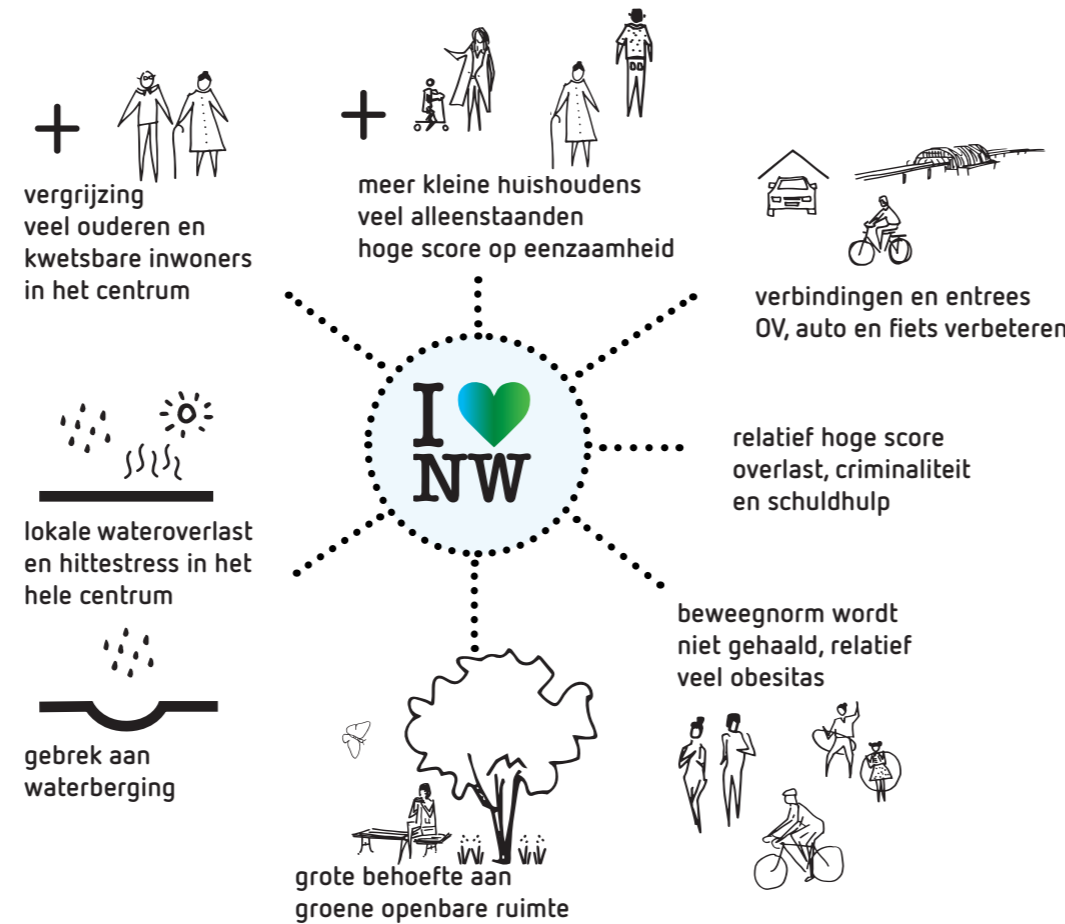 +
vergrijzing
veel ouderen en
kwetsbare inwoners
in het centrum
+
meer kleine huishoudens
veel alleenstaanden
hoge score op eenzaamheid
verbindingen en entrees
OV, auto en fiets verbeteren
I
NW
relatief hoge score
overlast, criminaliteit
en schuldhulp
lokale wateroverlast
en hittestress in het
hele centrum
beweegnorm wordt
niet gehaald, relatief
veel obesitas
gebrek aan
waterberging
grote behoefte aan
groene openbare ruimte